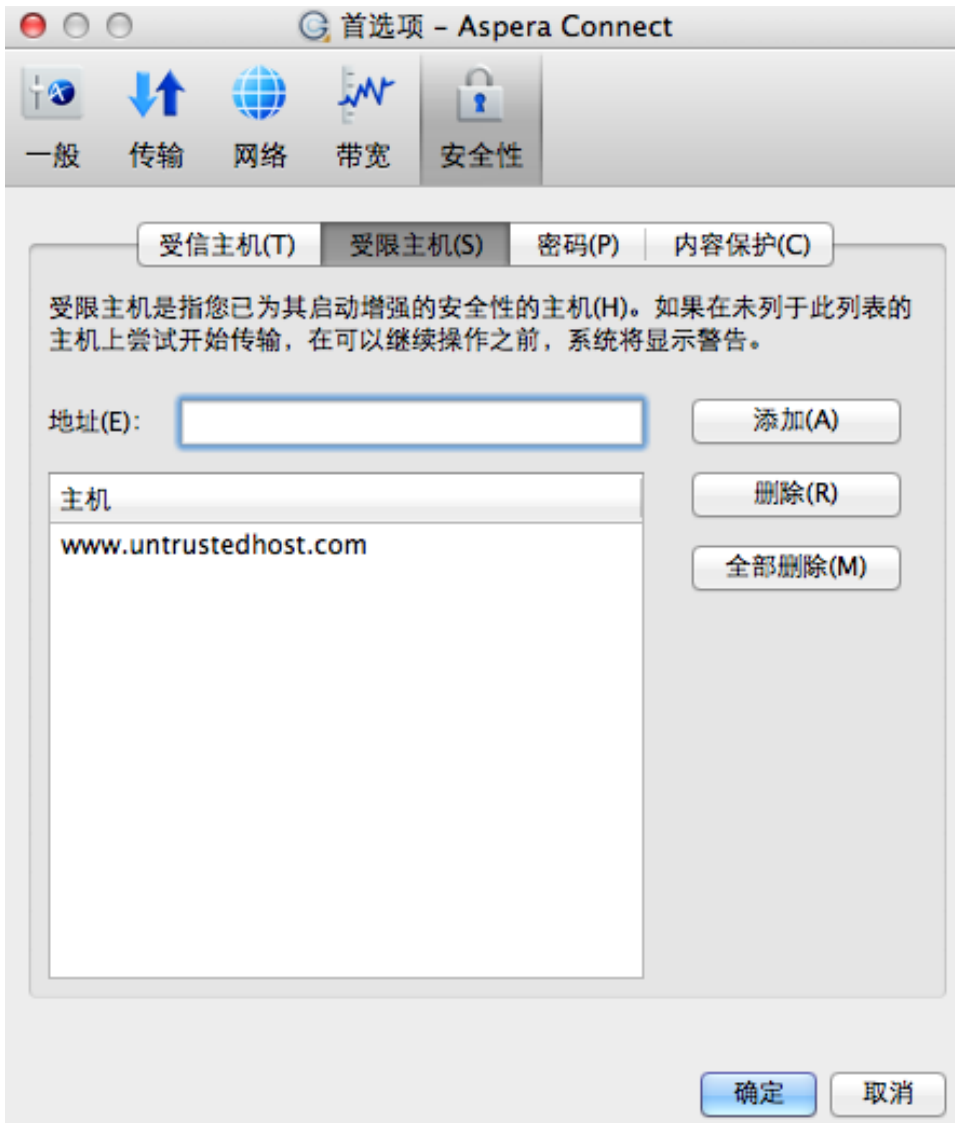 首选项 – Aspera Connect
一般 传输 网络 带宽 安全性
受信主机(T) 受限主机(S) 密码(P) 内容保护(C)
受限主机是指您已为其启动增强的安全性的主机(H)。如果在未列于此列表的
主机上尝试开始传输，在可以继续操作之前，系统将显示警告。
地址(E): 添加(A)
主机 删除(R)
www.untrustedhost.com
全部删除(M)
确定 取消